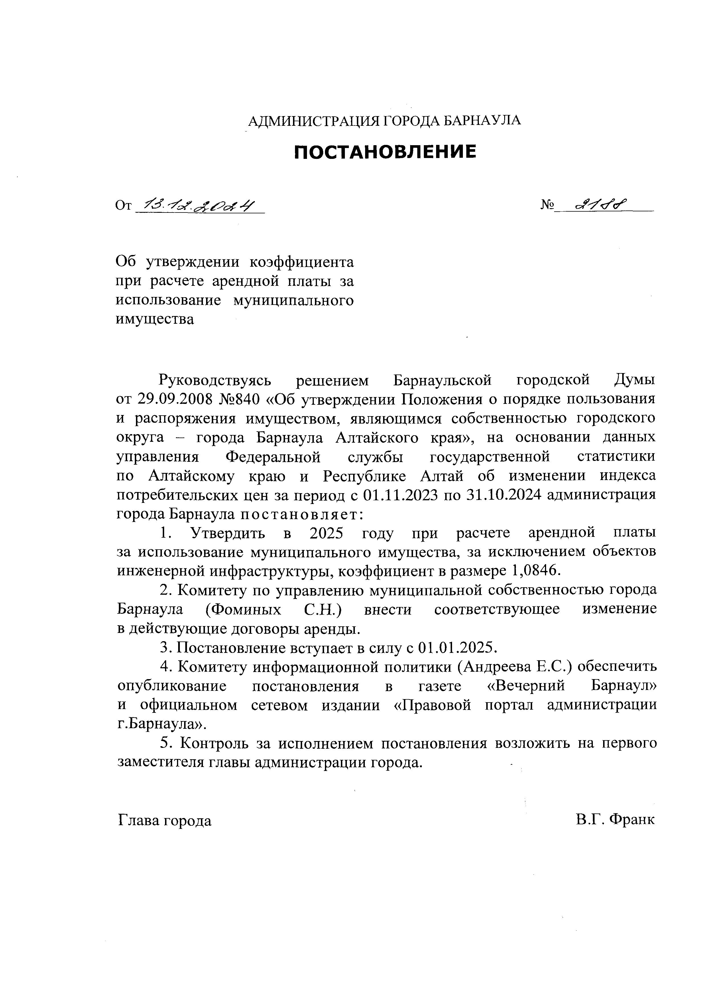 АДМИНИСТРАЦИЯ ГОРОДА БАРНАУЛА
ПОСТАНОВЛЕНИЕ
От 13.12.2024 № 2188
Об утверждении коэффициента
при расчете арендной платы за
использование муниципального
имущества
Руководствуясь решением Барнаульской городской Думы
от 29.09.2008 №840 «Об утверждении Положения о порядке пользования
и распоряжения имуществом, являющимся собственностью городского
округа – города Барнаула Алтайского края», на основании данных
управления Федеральной службы государственной статистики
по Алтайскому краю и Республике Алтай об изменении индекса
потребительских цен за период с 01.11.2023 по 31.10.2024 администрация
города Барнаула постановляет:
1. Утвердить в 2025 году при расчете арендной платы
за использование муниципального имущества, за исключением объектов
инженерной инфраструктуры, коэффициент в размере 1,0846.
2. Комитету по управлению муниципальной собственностью города
Барнаула (Фоминых С.Н.) внести соответствующее изменение
в действующие договоры аренды.
3. Постановление вступает в силу с 01.01.2025.
4. Комитету информационной политики (Андреева Е.С.) обеспечить
опубликование постановления в газете «Вечерний Барнаул»
и официальном сетевом издании «Правовой портал администрации
г.Барнаула».
5. Контроль за исполнением постановления возложить на первого
заместителя главы администрации города.
Глава города В.Г. Франк